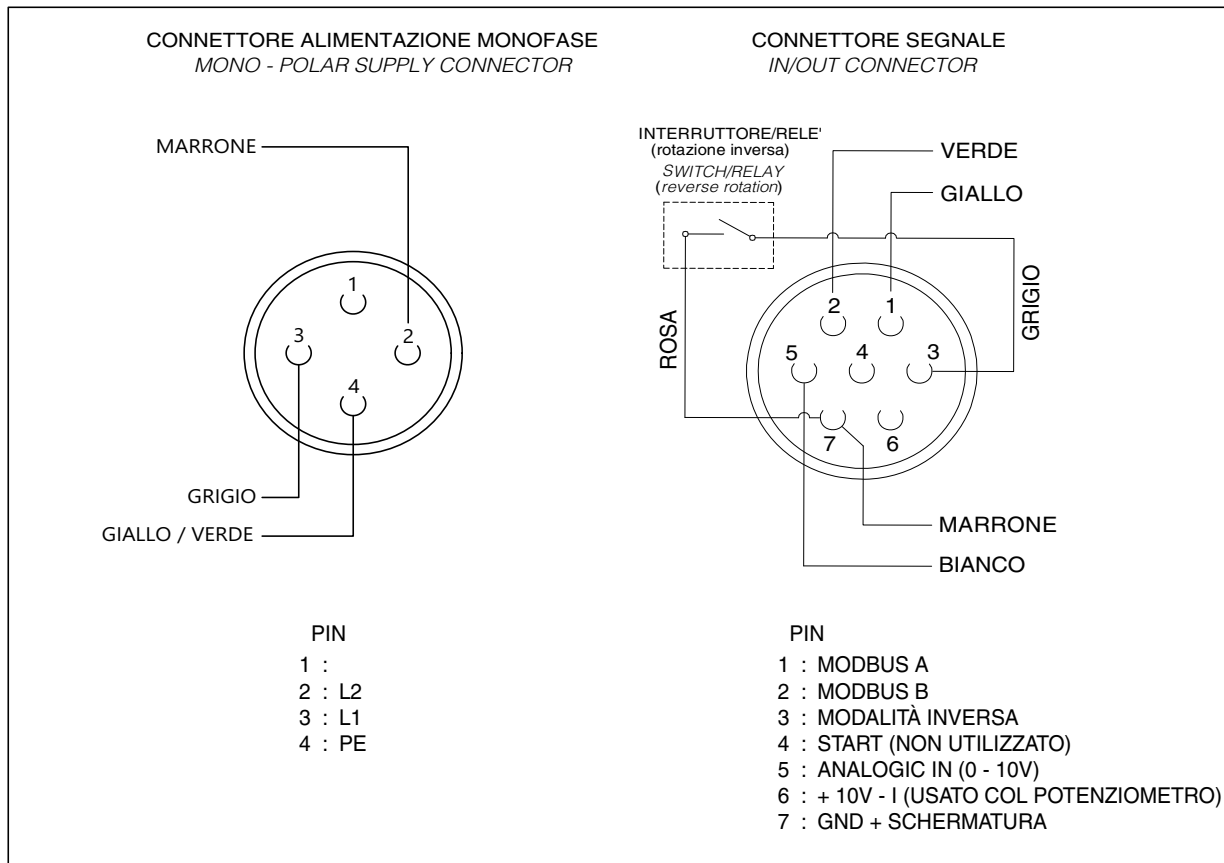 CONNETTORE ALIMENTAZIONE MONOFASE
MONO - POLAR SUPPLY CONNECTOR
MARRONE
1
3
2
4
GRIGIO
GIALLO / VERDE
PIN
1 :
2 : L2
3 : L1
4 : PE
CONNETTORE SEGNALE
IN/OUT CONNECTOR
INTERRUTTORE/RELE'
(rotazione inversa)
SWITCH/RELAY
(reverse rotation)
VERDE
GIALLO
ROSA
GRIGIO
2
1
5
4
3
7
6
MARRONE
BIANCO
PIN
1 : MODBUS A
2 : MODBUS B
3 : MODALITÀ INVERSA
4 : START (NON UTILIZZATO)
5 : ANALOGIC IN (0 - 10V)
6 : + 10V - I (USATO COL POTENZIOMETRO)
7 : GND + SCHERMATURA